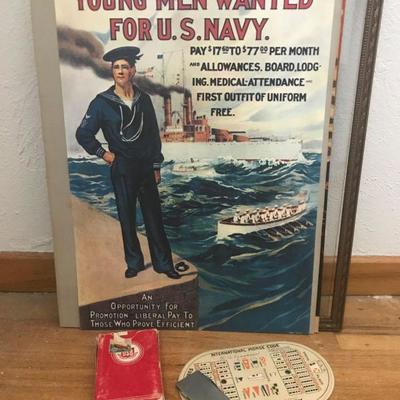 YOUNG MEN WANTED
FOR U.S. NAVY.
PAY $17.00 TO $77.00 PER MONTH
AND ALLOWANCES, BOARD, LODG-
ING, MEDICAL-ATTENDANCE AND
FIRST OUTFIT OF UNIFORM
FREE.
AN
OPPORTUNITY FOR
PROMOTION LIBERAL PAY TO
THOSE WHO PROVE EFFICIENT
INTERNATIONAL MORSE CODE